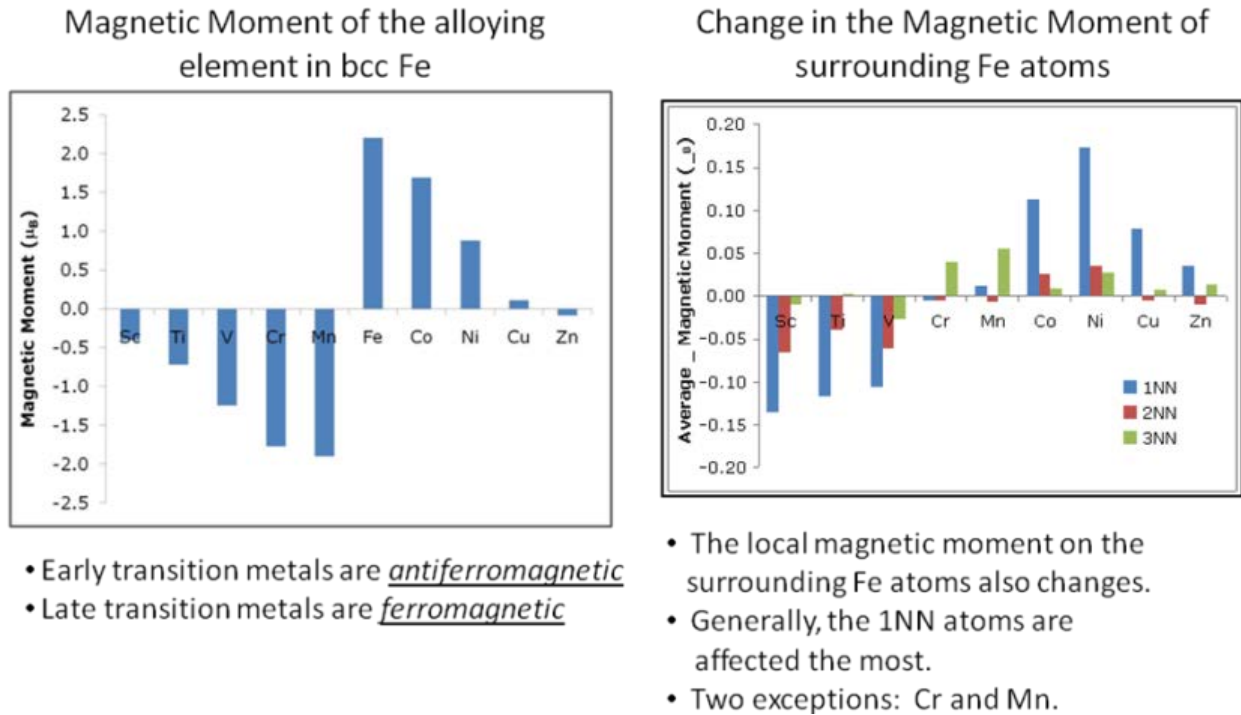 Magnetic Moment of the alloying
element in bcc Fe
Magnetic Moment (μB)
2.5
2.0
1.5
1.0
0.5
0.0
-0.5
-1.0
-1.5
-2.0
-2.5
Sc Ti V Cr Mn Fe Co Ni Cu Zn
• Early transition metals are antiferromagnetic
• Late transition metals are ferromagnetic
Change in the Magnetic Moment of
surrounding Fe atoms
Average _ Magnetic Moment (_B)
0.20
0.15
0.10
0.05
0.00
-0.05
-0.10
-0.15
-0.20
Sc Ti V Cr Mn Co Ni Cu Zn
1NN
2NN
3NN
• The local magnetic moment on the
surrounding Fe atoms also changes.
• Generally, the 1NN atoms are
affected the most.
• Two exceptions: Cr and Mn.